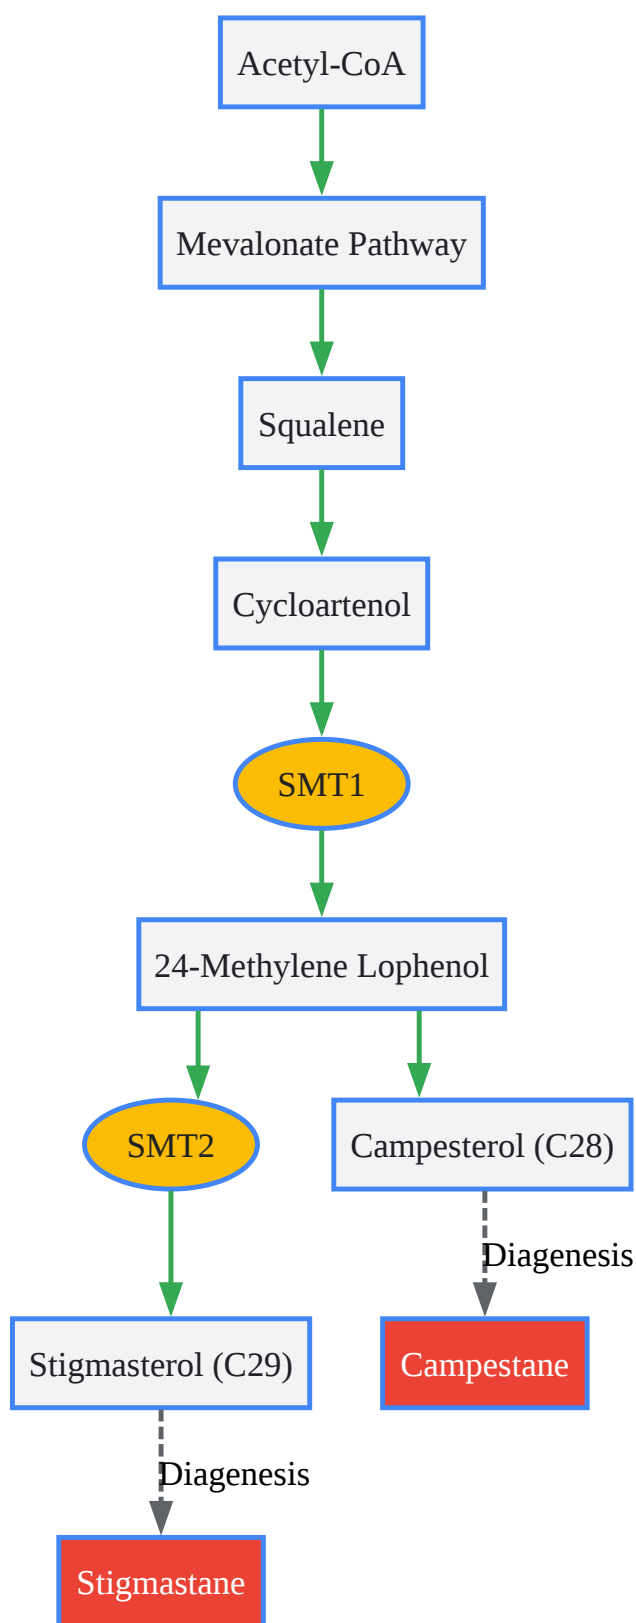 Acetyl-CoA
Mevalonate Pathway
Squalene
Cycloartenol
SMT1
24-Methylene Lophenol
SMT2
Campesterol (C28)
Diagenesis
Stigmasterol (C29)
Campestane
Diagenesis
Stigmastane